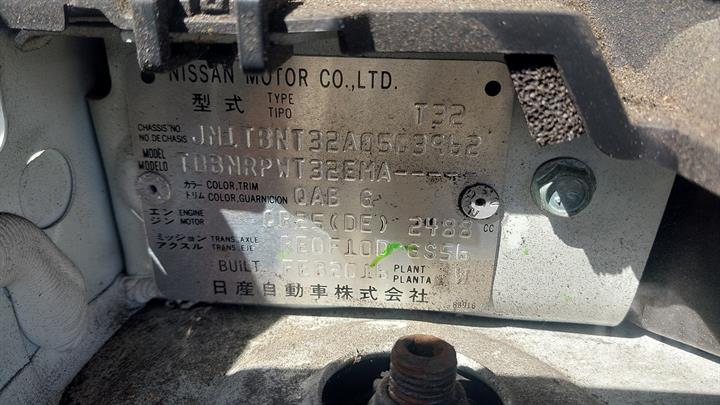 NISSAN MOTOR CO.,LTD.
型式 TYPE TIPO T32
CHASSIS NO NO.DE CHASIS
MODEL MODELO TDBNRPWT32EMA-----
カラー COLOR,TRIM トリム COLOR,GUARNICION QAB G
エンジン ENGINE MOTOR QR25(DE) 2488 CC
ミッション TRANS.AXLE アクスル TRANS.EJE RE0F10D GS56
BUILT PLANT PLANTA W
日産自動車株式会社